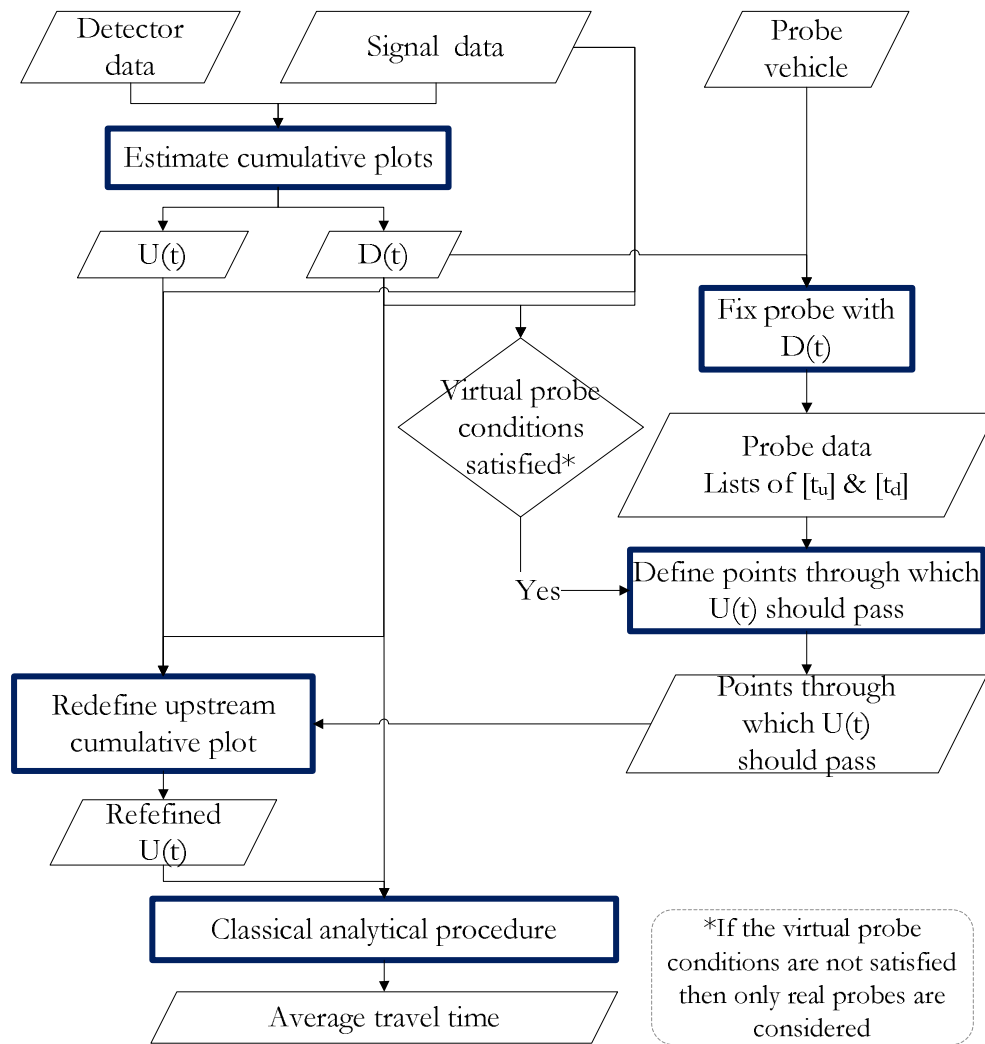 Detector
data
Signal data
Probe
vehicle
Estimate cumulative plots
U(t)
D(t)
Fix probe with
D(t)
Virtual probe
conditions
satisfied*
Probe data
Lists of [tu] & [td]
Yes
Define points through which
U(t) should pass
Redefine upstream
cumulative plot
Points through
which U(t)
should pass
Refefined
U(t)
Classical analytical procedure
Average travel time
*If the virtual probe
conditions are not satisfied
then only real probes are
considered